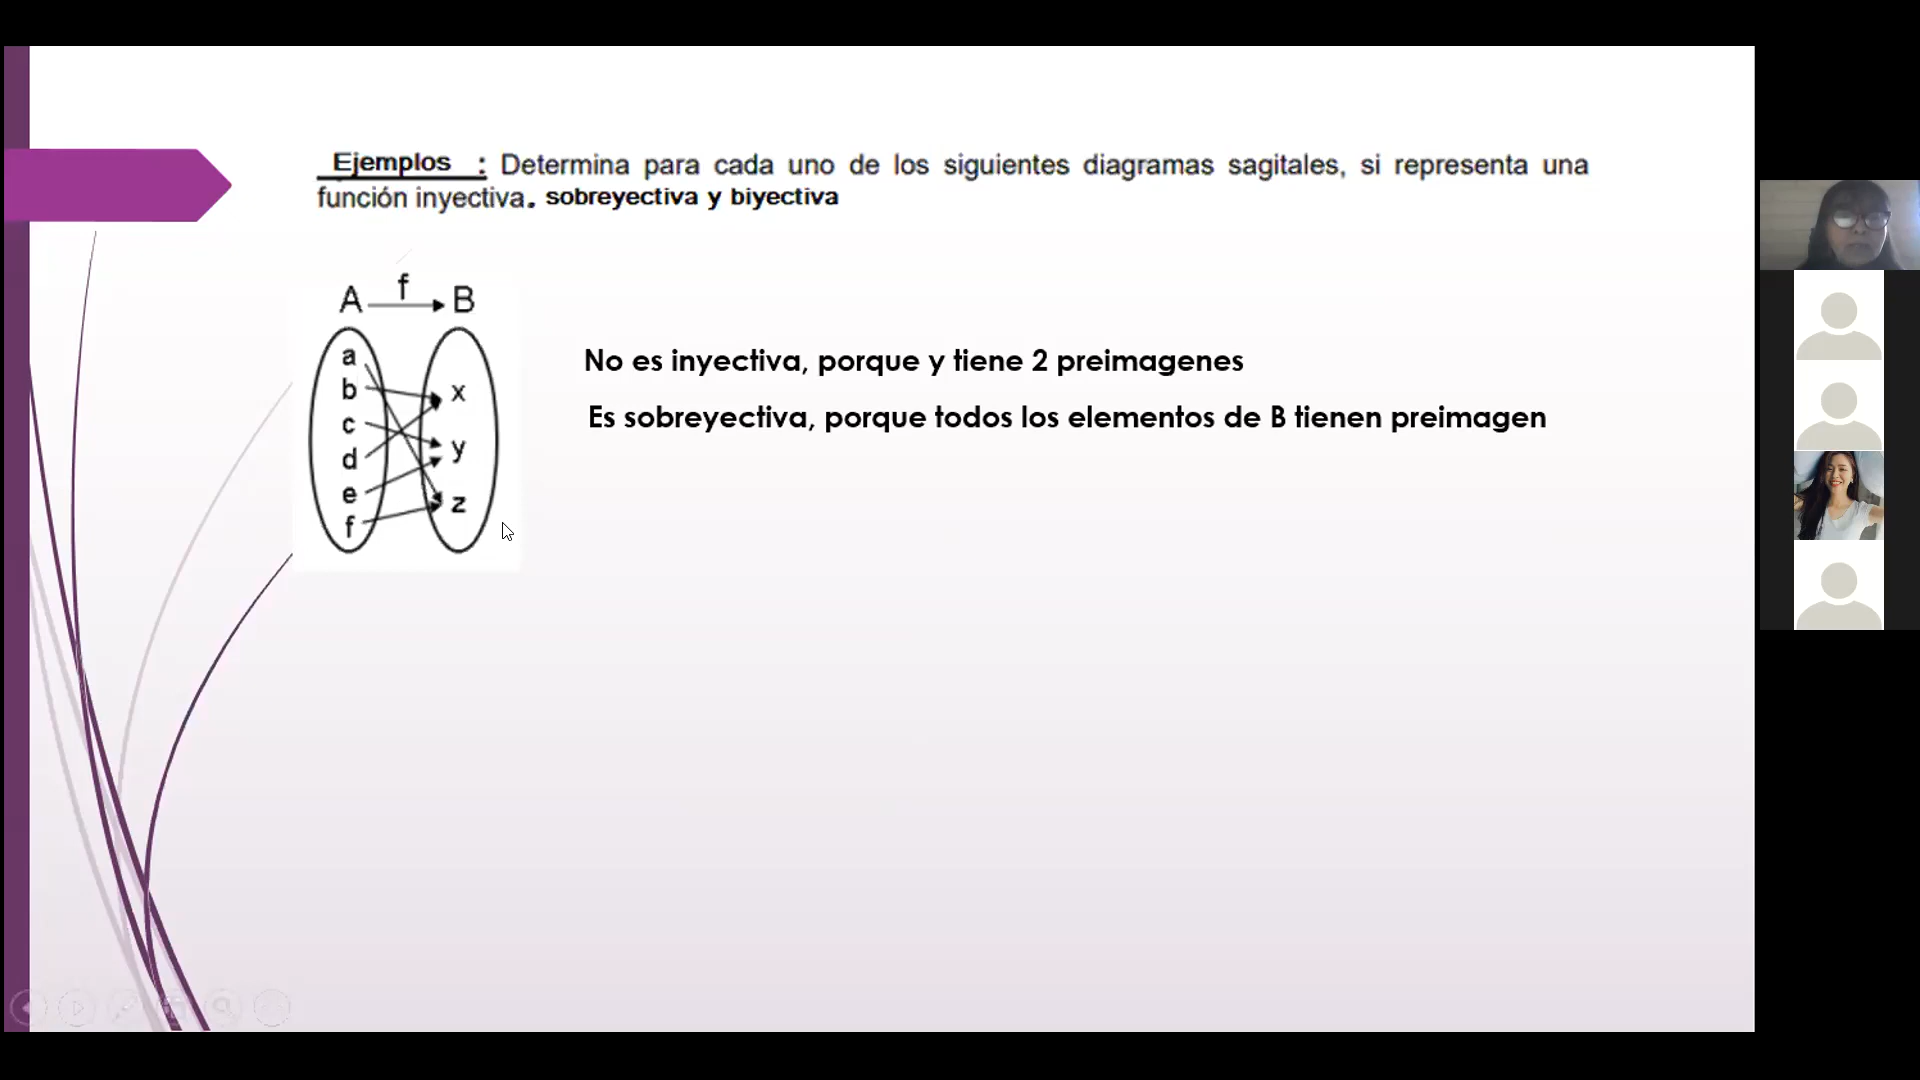 Ejemplos : Determina para cada uno de los siguientes diagramas sagitales, si representa una
función inyectiva. sobreyectiva y biyectiva
A f B
a
b
c
d
e
f
x
y
z
No es inyectiva, porque y tiene 2 preimagenes
Es sobreyectiva, porque todos los elementos de B tienen preimagen